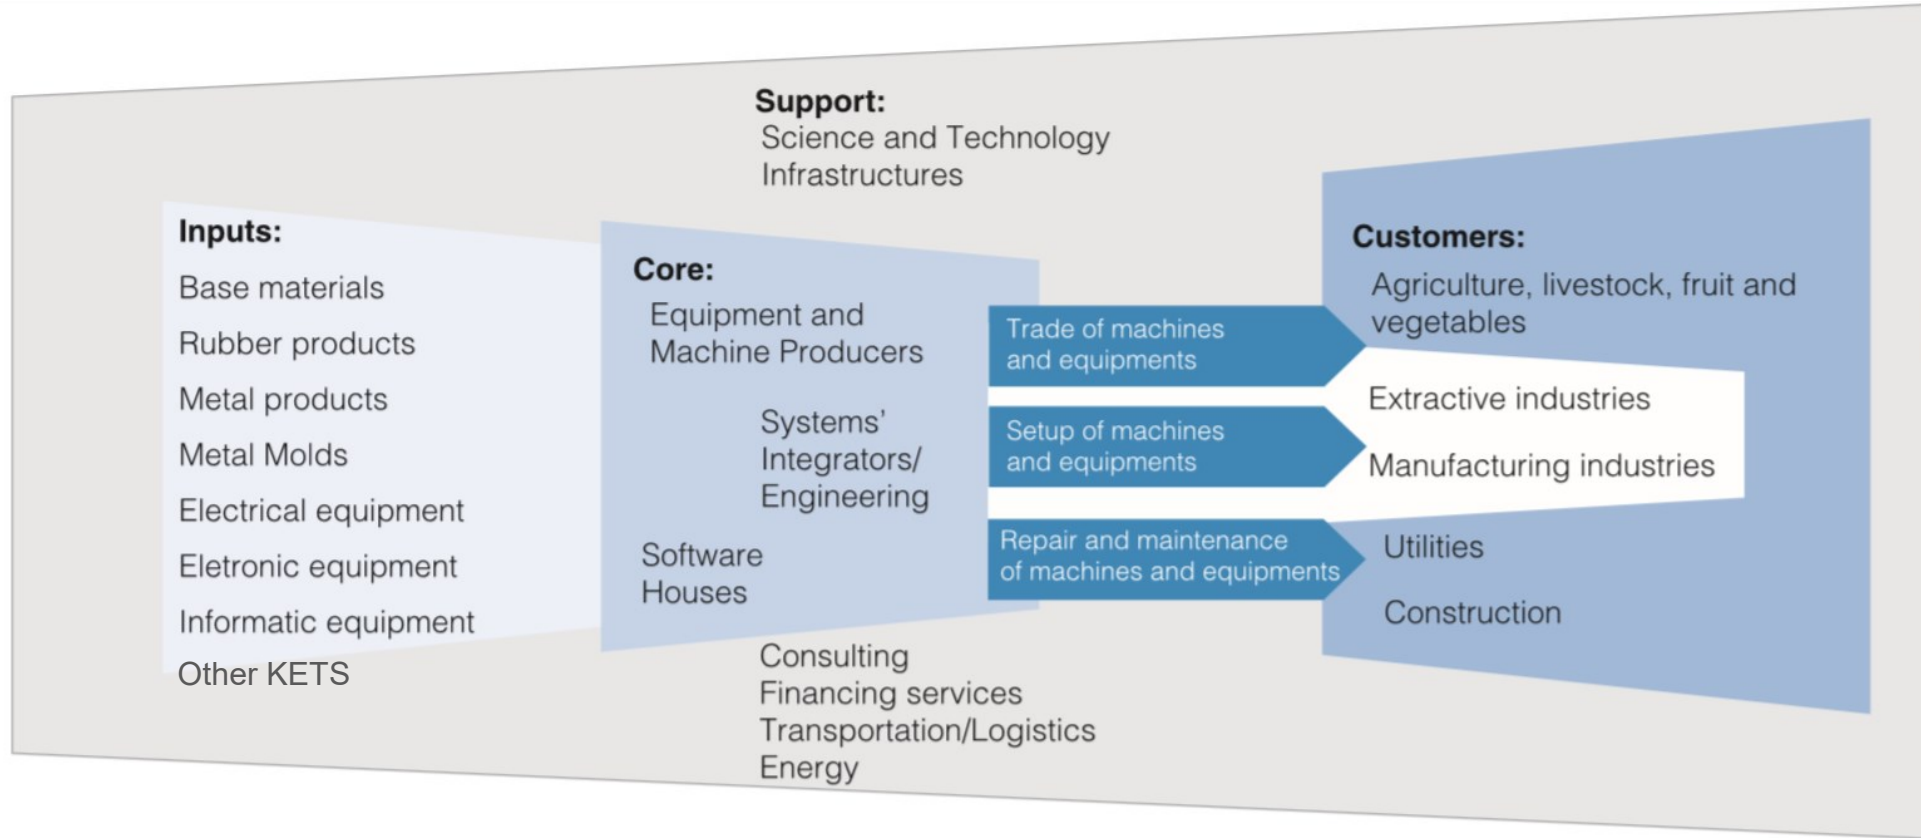 Support:
Science and Technology
Infrastructures
Inputs:
Base materials
Rubber products
Metal products
Metal Molds
Electrical equipment
Eletronic equipment
Informatic equipment
Other KETS
Core:
Equipment and
Machine Producers
Systems’
Integrators/
Engineering
Software
Houses
Trade of machines
and equipments
Setup of machines
and equipments
Repair and maintenance
of machines and equipments
Customers:
Agriculture, livestock, fruit and
vegetables
Extractive industries
Manufacturing industries
Utilities
Construction
Consulting
Financing services
Transportation/Logistics
Energy